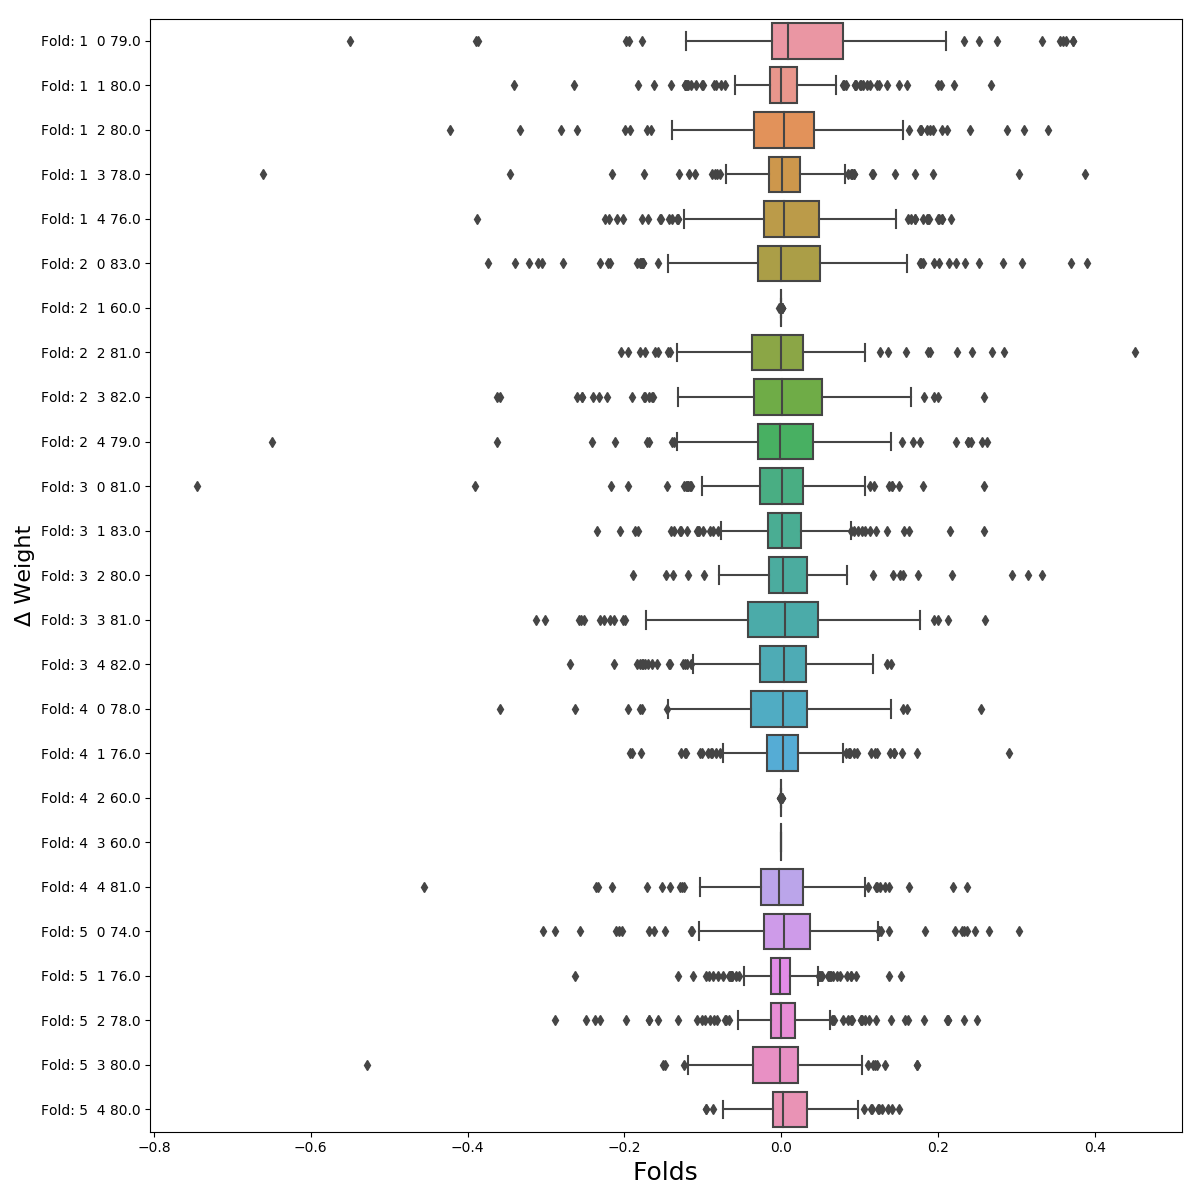 Fold: 1  0 79.0
Fold: 1  1 80.0
Fold: 1  2 80.0
Fold: 1  3 78.0
Fold: 1  4 76.0
Fold: 2  0 83.0
Fold: 2  1 60.0
Fold: 2  2 81.0
Fold: 2  3 82.0
Fold: 2  4 79.0
Fold: 3  0 81.0
Fold: 3  1 83.0
Fold: 3  2 80.0
Fold: 3  3 81.0
Fold: 3  4 82.0
Fold: 4  0 78.0
Fold: 4  1 76.0
Fold: 4  2 60.0
Fold: 4  3 60.0
Fold: 4  4 81.0
Fold: 5  0 74.0
Fold: 5  1 76.0
Fold: 5  2 78.0
Fold: 5  3 80.0
Fold: 5  4 80.0
Δ Weight
−0.8 −0.6 −0.4 −0.2 0.0 0.2 0.4
Folds